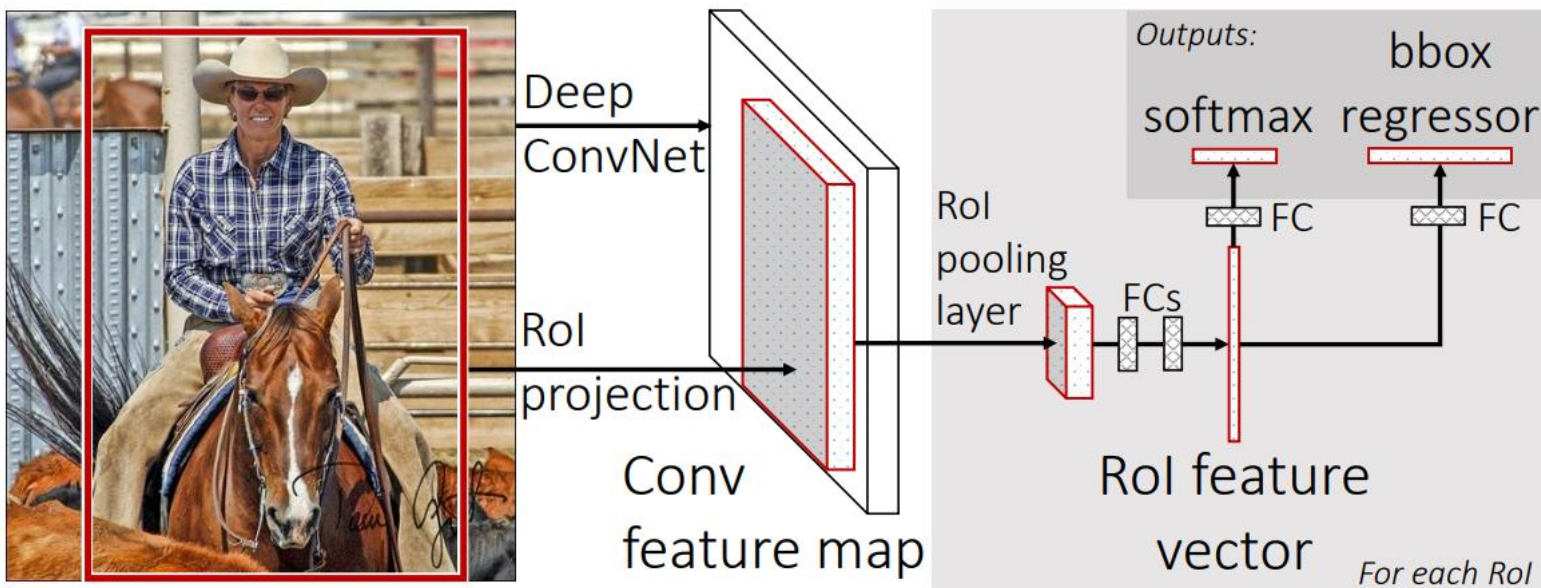 Deep
ConvNet
RoI
projection
Conv
feature map
RoI
pooling
layer
FCs
RoI feature
vector
For each RoI
Outputs:
softmax
bbox
regressor
FC
FC